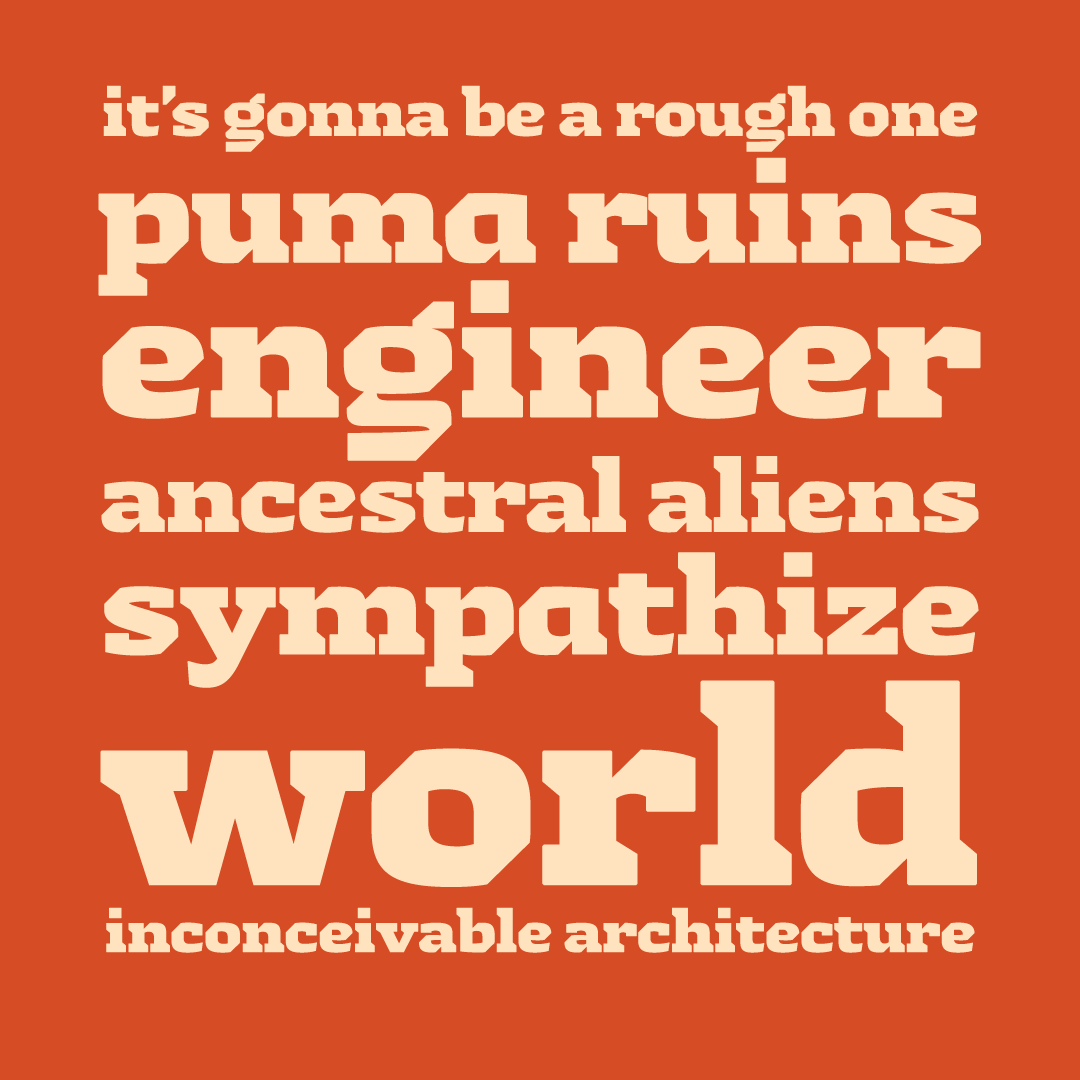 it’s gonna be a rough one
puma ruins
engineer
ancestral aliens
sympathize
world
inconceivable architecture